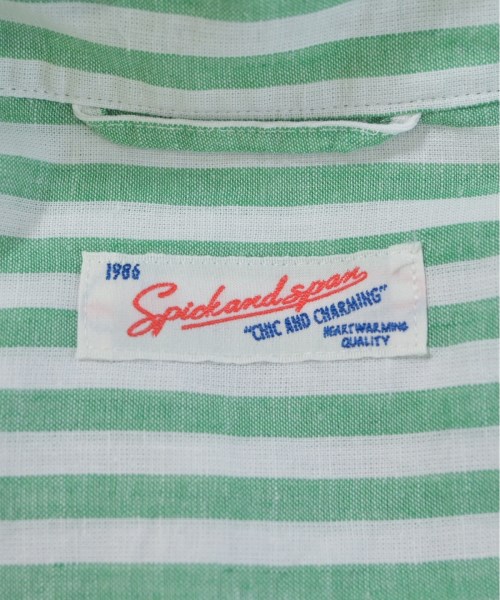 1986
Spickandspan
"CHIC AND CHARMING"
HEARTWARMING
QUALITY